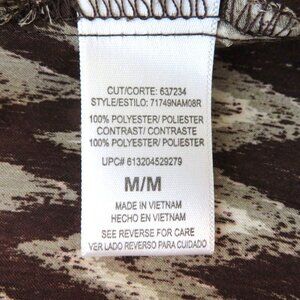 CUT/CORTE: 637234
STYLE/ESTILO: 71749NAM08R
100% POLYESTER/ POLIESTER
CONTRAST/ CONTRASTE
100% POLYESTER/ POLIESTER
UPC# 613204529279
M/M
MADE IN VIETNAM
HECHO EN VIETNAM
SEE REVERSE FOR CARE
VER LADO REVERSO PARA CUIDADO